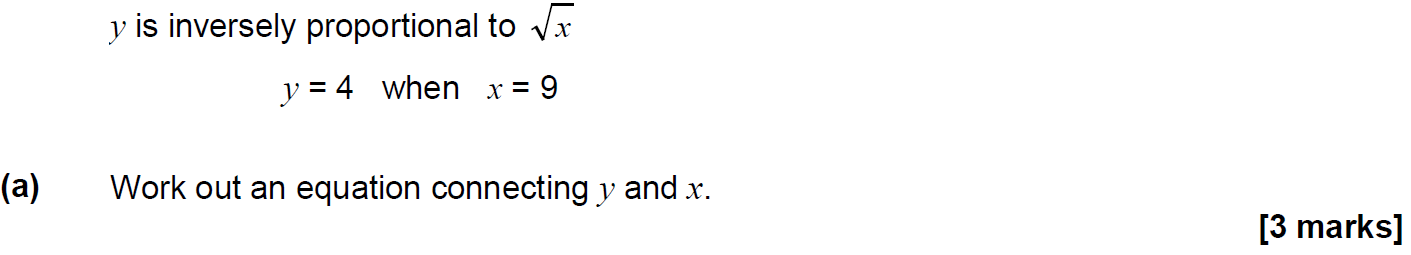 y is inversely proportional to √x
y = 4 when x = 9
(a) Work out an equation connecting y and x.
[3 marks]